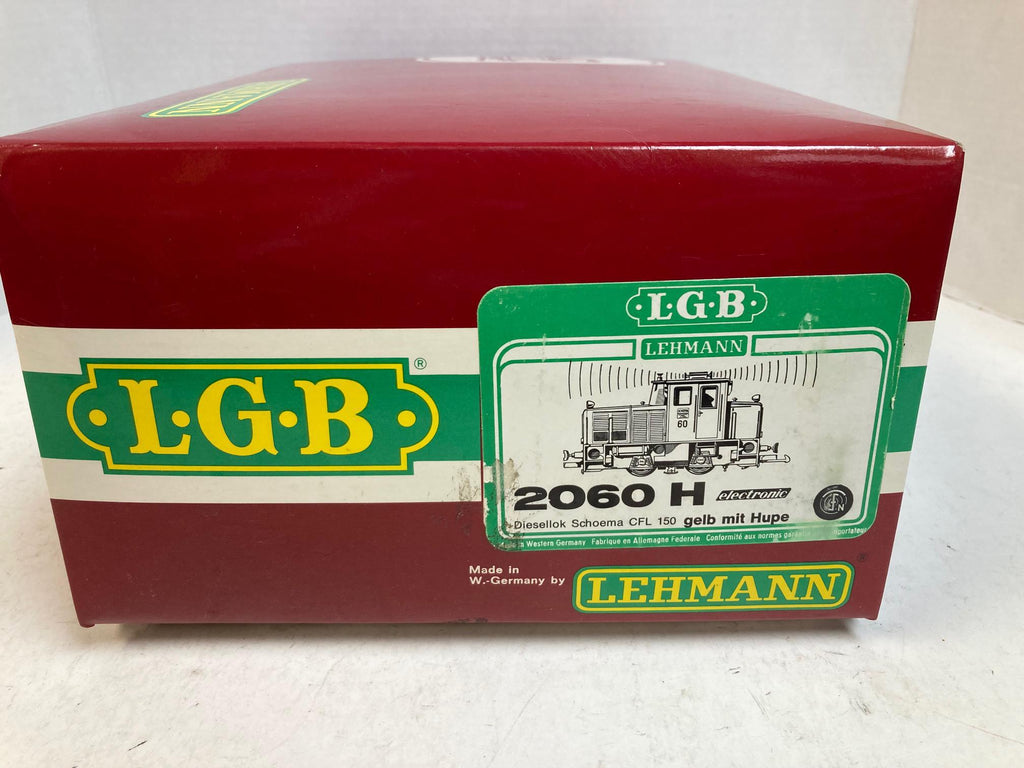 L·G·B ®
·L·G·B·
LEHMANN
60
2060 H electronic
Diesellok Schoema CFL 150 gelb mit Hupe
Western Germany Fabrique en Allemagne Federale Conformité aux normes
Made in
W.-Germany by
LEHMANN ®